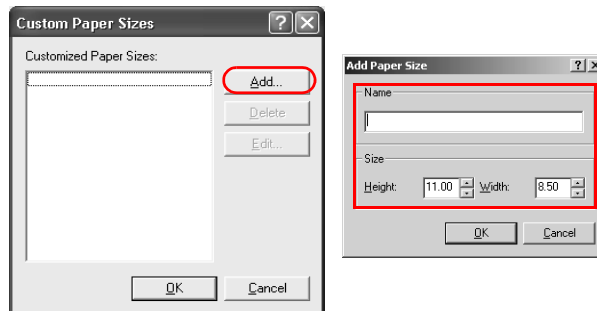 Custom Paper Sizes
Customized Paper Sizes:
Add...
Delete
Edit...
OK
Cancel
Add Paper Size
Name
Size
Height: 11.00 Width: 8.50
OK
Cancel